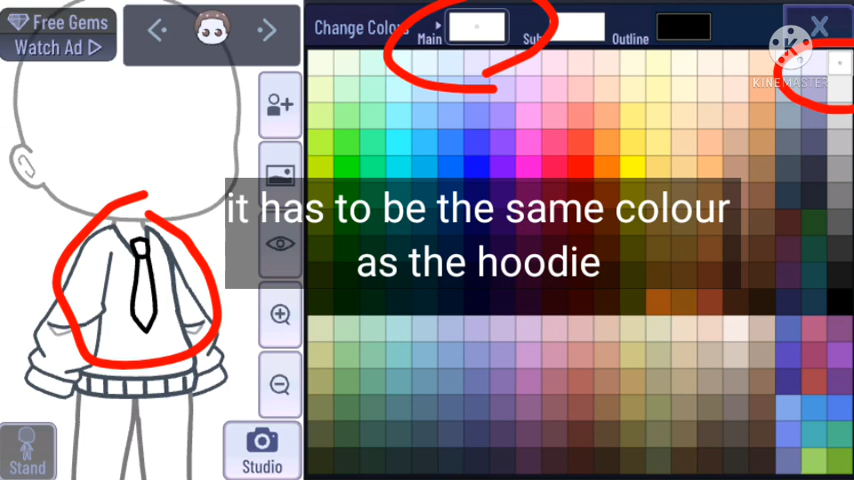 Free Gems
Watch Ad
Change Colors
Main
Sub
Outline
X
K
KINEMASTER
it has to be the same colour
as the hoodie
Stand
Studio